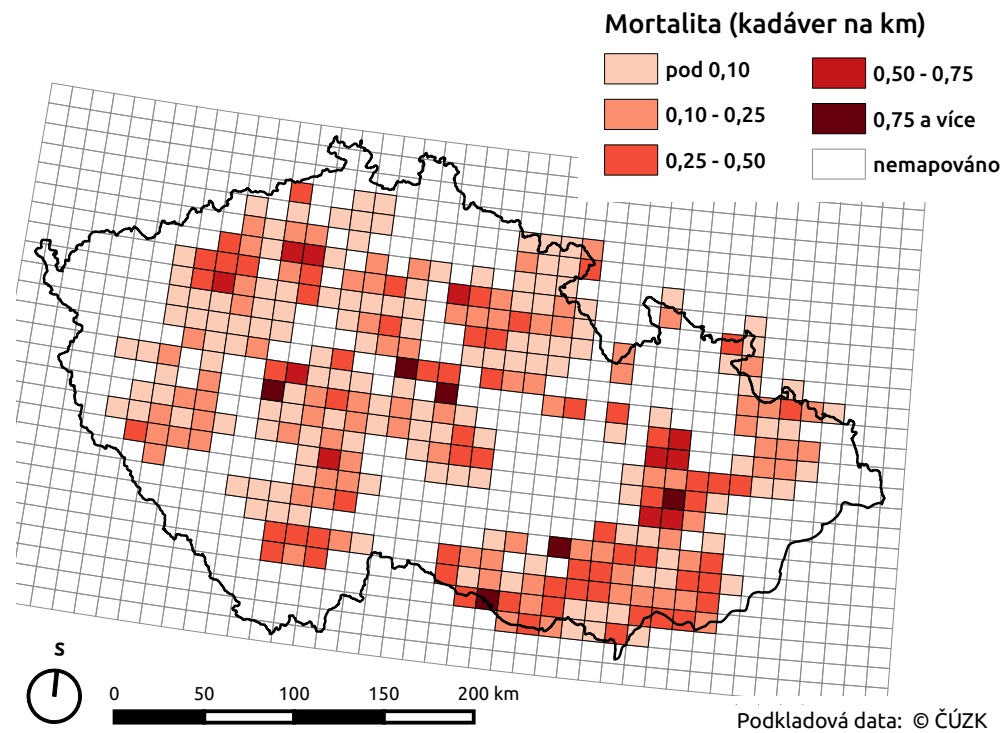 Mortalita (kadáver na km)
pod 0,10
0,10 - 0,25
0,25 - 0,50
0,50 - 0,75
0,75 a více
nemapováno
s
0 50 100 150 200 km
Podkladová data: © ČÚZK